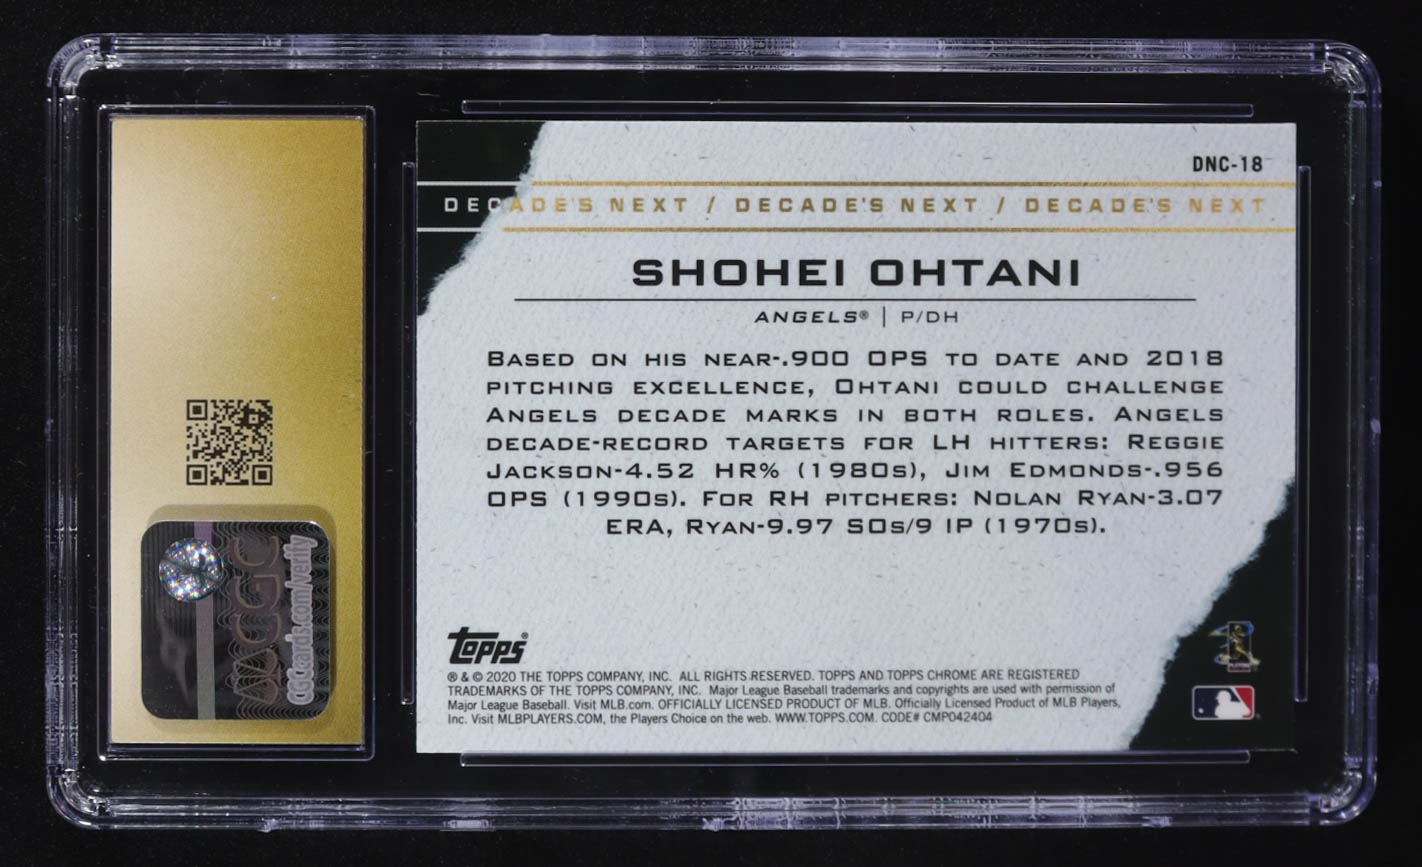 DNC-18
DECADE'S NEXT / DECADE'S NEXT / DECADE'S NEXT
SHOHEI OHTANI
ANGELS® | P/DH
BASED ON HIS NEAR-.900 OPS TO DATE AND 2018
PITCHING EXCELLENCE, OHTANI COULD CHALLENGE
ANGELS DECADE MARKS IN BOTH ROLES. ANGELS
DECADE-RECORD TARGETS FOR LH HITTERS: REGGIE
JACKSON-4.52 HR% (1980S), JIM EDMONDS-.956
OPS (1990S). FOR RH PITCHERS: NOLAN RYAN-3.07
ERA, RYAN-9.97 SOS/9 IP (1970S).
topps®
® & © 2020 THE TOPPS COMPANY, INC. ALL RIGHTS RESERVED. TOPPS AND TOPPS CHROME ARE REGISTERED
TRADEMARKS OF THE TOPPS COMPANY, INC. Major League Baseball trademarks and copyrights are used with permission of
Major League Baseball. Visit MLB.com. OFFICIALLY LICENSED PRODUCT OF MLB. Officially Licensed Product of MLB Players,
Inc. Visit MLBPLAYERS.COM, the Players Choice on the web. WWW.TOPPS.COM. CODE# CMP042404
CGC
CGCcards.com/verify